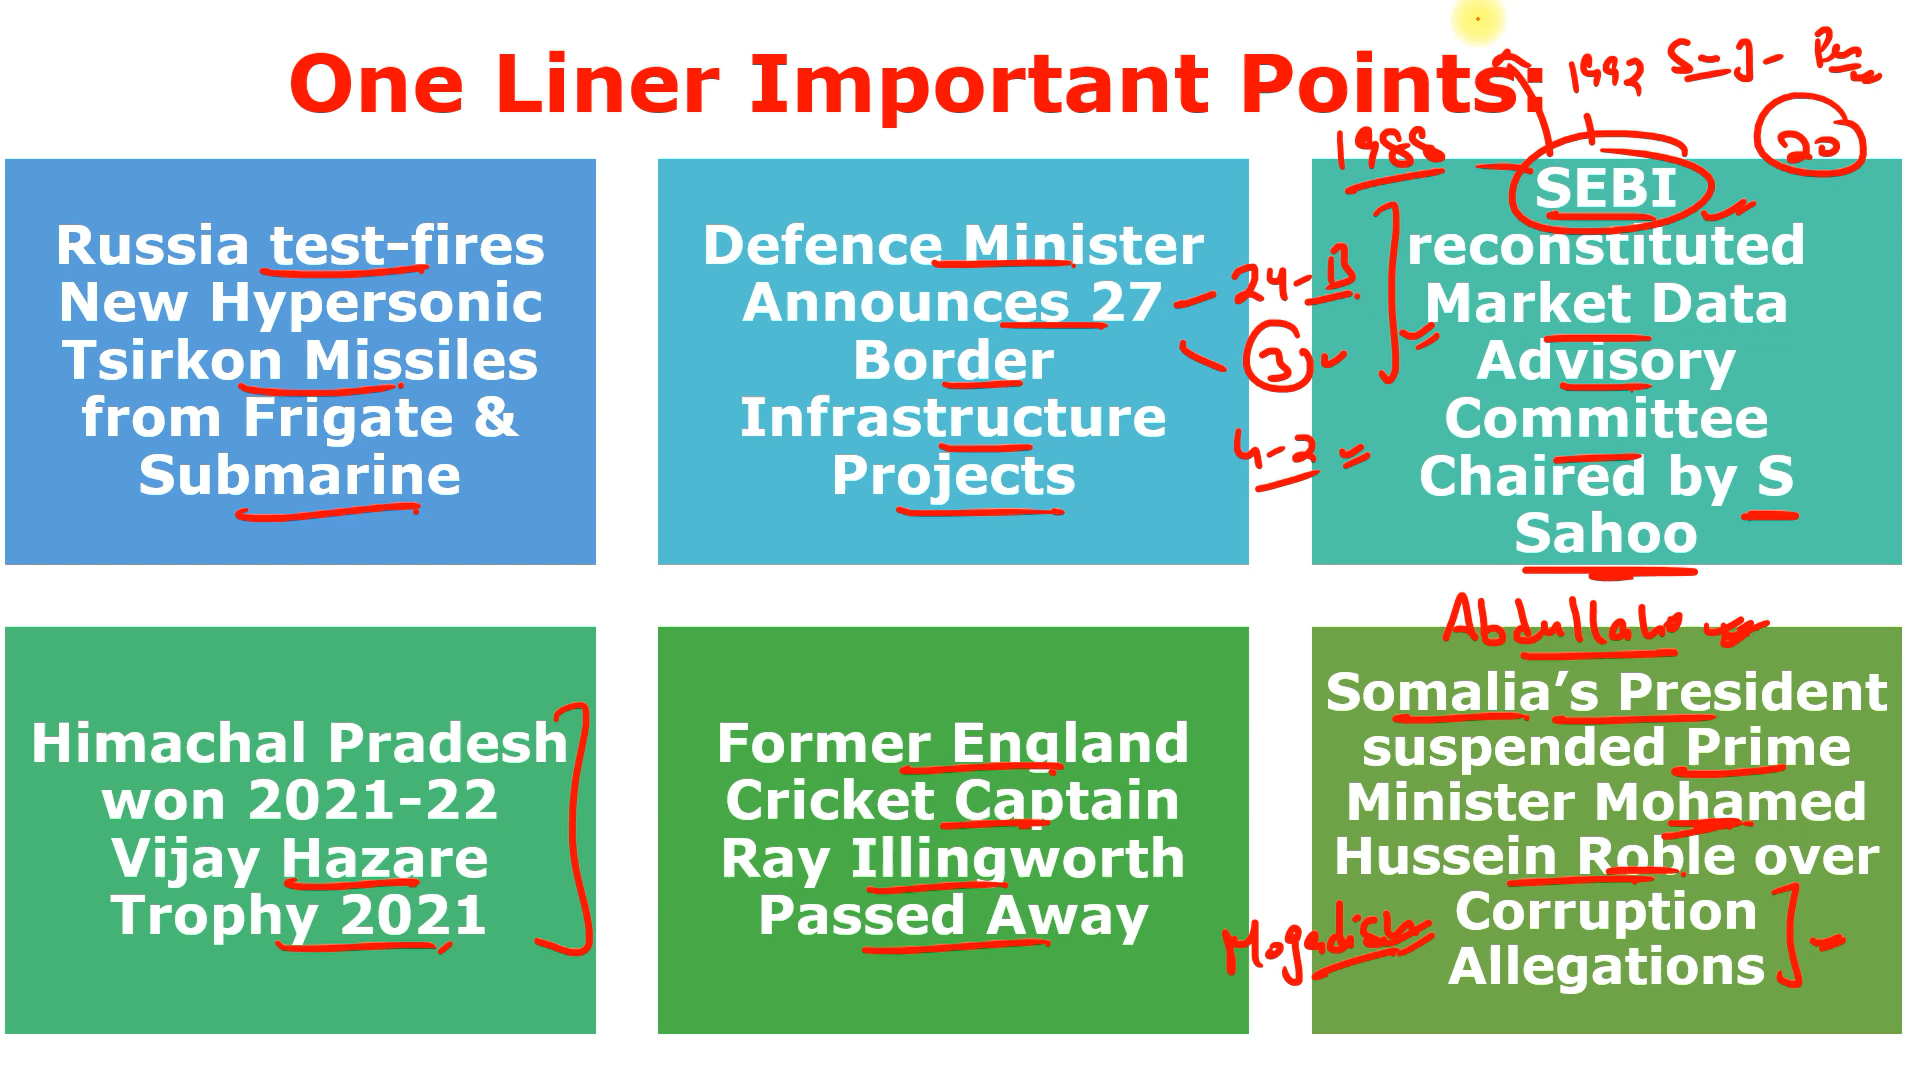 One Liner Important Points:
1992 S-J-
1988
20
Russia test-fires
New Hypersonic
Tsirkon Missiles
from Frigate &
Submarine
Defence Minister
Announces 27
Border
Infrastructure
Projects
24-B
3
4-2
SEBI
reconstituted
Market Data
Advisory
Committee
Chaired by S
Sahoo
Himachal Pradesh
won 2021-22
Vijay Hazare
Trophy 2021
Former England
Cricket Captain
Ray Illingworth
Passed Away
Abdullaho
Somalia’s President
suspended Prime
Minister Mohamed
Hussein Roble over
Corruption
Allegations
Mogadishu